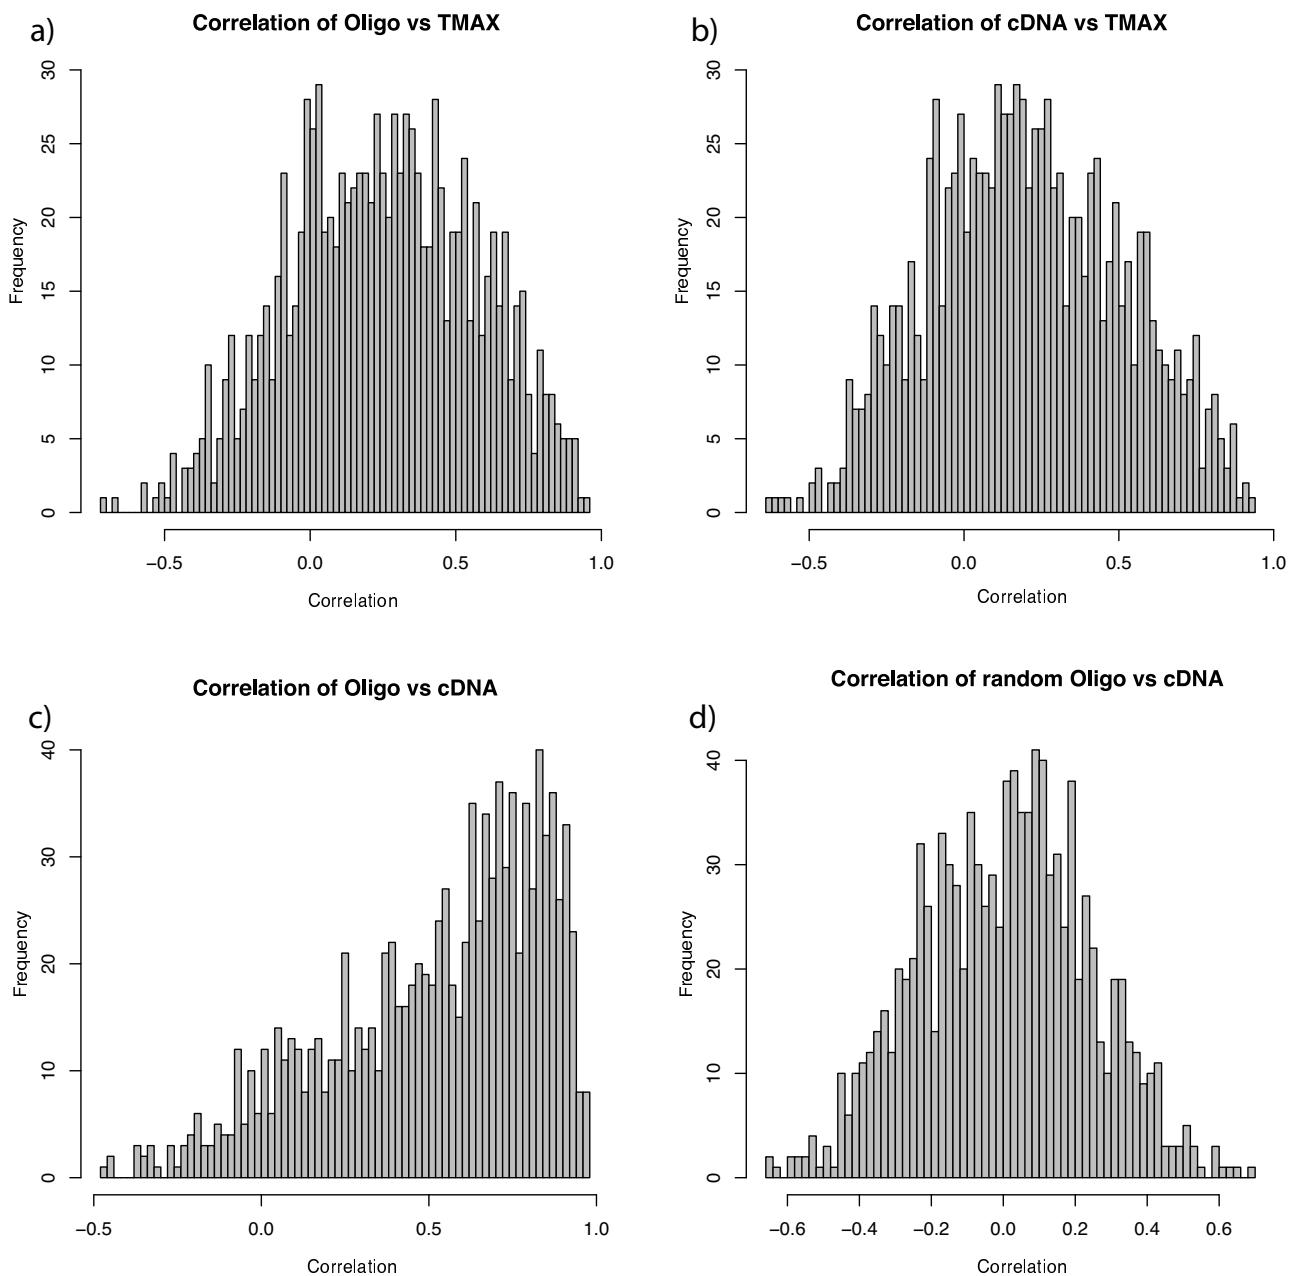 a)
Correlation of Oligo vs TMAX
Frequency
30
25
20
15
10
5
0
−0.5 0.0 0.5 1.0
Correlation
b)
Correlation of cDNA vs TMAX
Frequency
30
25
20
15
10
5
0
−0.5 0.0 0.5 1.0
Correlation
c)
Correlation of Oligo vs cDNA
Frequency
40
30
20
10
0
−0.5 0.0 0.5 1.0
Correlation
d)
Correlation of random Oligo vs cDNA
Frequency
40
30
20
10
0
−0.6 −0.4 −0.2 0.0 0.2 0.4 0.6
Correlation